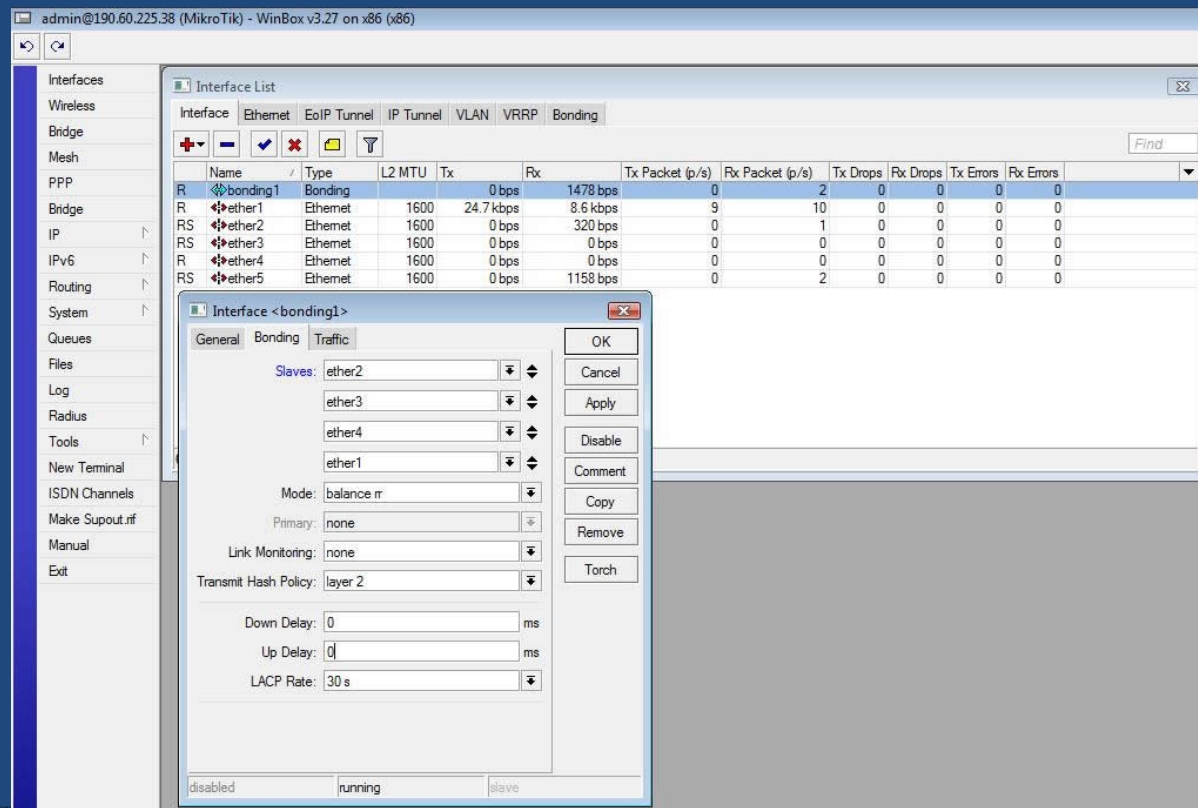 admin@190.60.225.38 (MikroTik) - WinBox v3.27 on x86 (x86)
Interfaces
Wireless
Bridge
Mesh
PPP
Bridge
IP
IPv6
Routing
System
Queues
Files
Log
Radius
Tools
New Terminal
ISDN Channels
Make Supout.rif
Manual
Exit
Interface List
Interface Ethernet EoIP Tunnel IP Tunnel VLAN VRRP Bonding
Find
Name / Type L2 MTU Tx Rx Tx Packet (p/s) Rx Packet (p/s) Tx Drops Rx Drops Tx Errors Rx Errors
R bonding1 Bonding 0 bps 1478 bps 0 2 0 0 0 0
R ether1 Ethernet 1600 24.7 kbps 8.6 kbps 9 10 0 0 0 0
RS ether2 Ethernet 1600 0 bps 320 bps 0 1 0 0 0 0
RS ether3 Ethernet 1600 0 bps 0 bps 0 0 0 0 0 0
R ether4 Ethernet 1600 0 bps 0 bps 0 0 0 0 0 0
RS ether5 Ethernet 1600 0 bps 1158 bps 0 2 0 0 0 0
Interface <bonding1>
General Bonding Traffic
Slaves: ether2
ether3
ether4
ether1
Mode: balance rr
Primary: none
Link Monitoring: none
Transmit Hash Policy: layer 2
Down Delay: 0 ms
Up Delay: 0 ms
LACP Rate: 30 s
OK
Cancel
Apply
Disable
Comment
Copy
Remove
Torch
disabled running slave